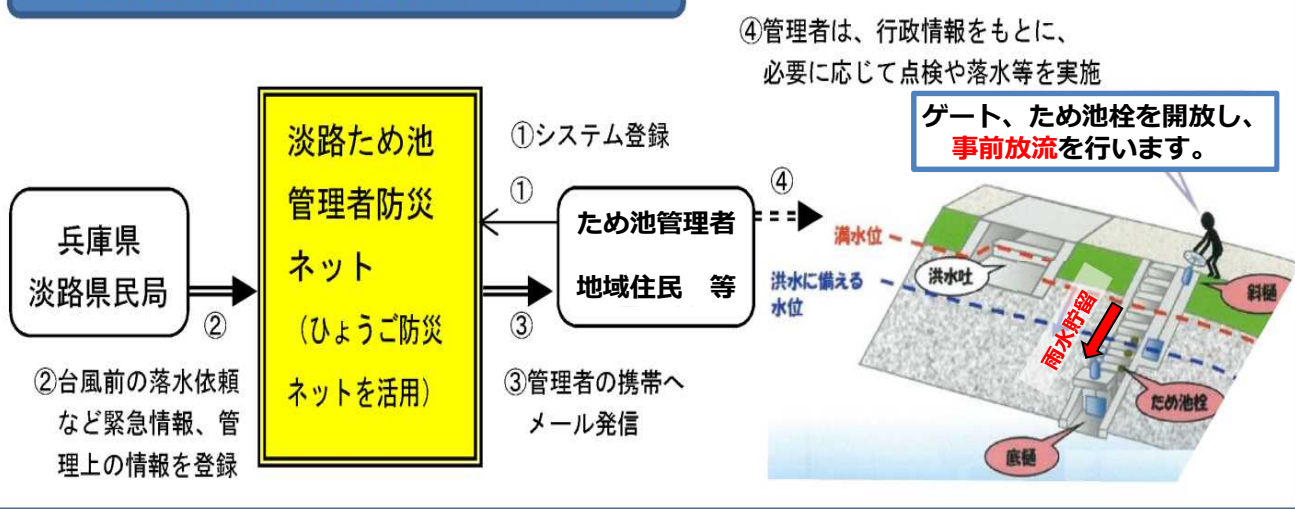 ④管理者は、行政情報をもとに、
必要に応じて点検や落水等を実施
ゲート、ため池栓を開放し、
事前放流を行います。
兵庫県
淡路県民局
②
②台風前の落水依頼
など緊急情報、管
理上の情報を登録
淡路ため池
管理者防災
ネット
（ひょうご防災
ネットを活用）
①システム登録
①
ため池管理者
地域住民　等
③
③管理者の携帯へ
メール発信
④
満水位
洪水に備える
水位
洪水吐
雨水貯留
斜樋
ため池栓
底樋